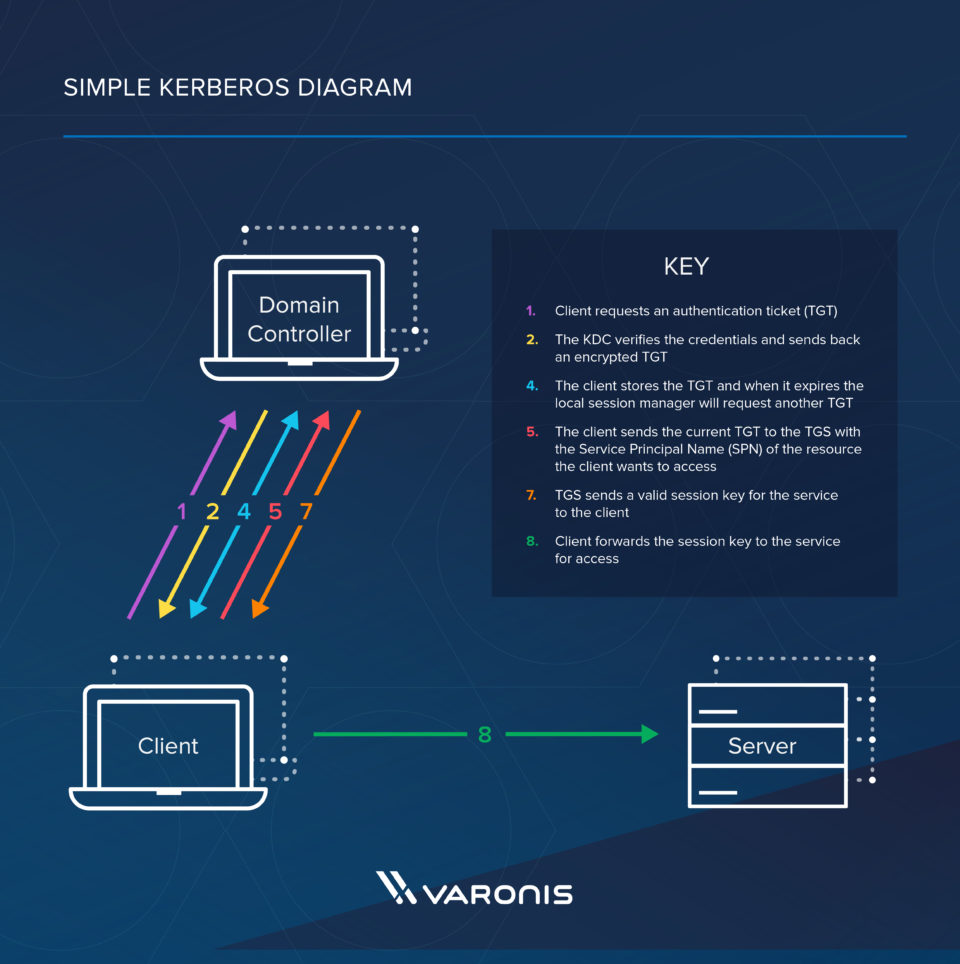 SIMPLE KERBEROS DIAGRAM
Domain
Controller
KEY
1. Client requests an authentication ticket (TGT)
2. The KDC verifies the credentials and sends back
an encrypted TGT
4. The client stores the TGT and when it expires the
local session manager will request another TGT
5. The client sends the current TGT to the TGS with
the Service Principal Name (SPN) of the resource
the client wants to access
7. TGS sends a valid session key for the service
to the client
8. Client forwards the session key to the service
for access
1 2 4 5 7
Client
8
Server
VARONIS